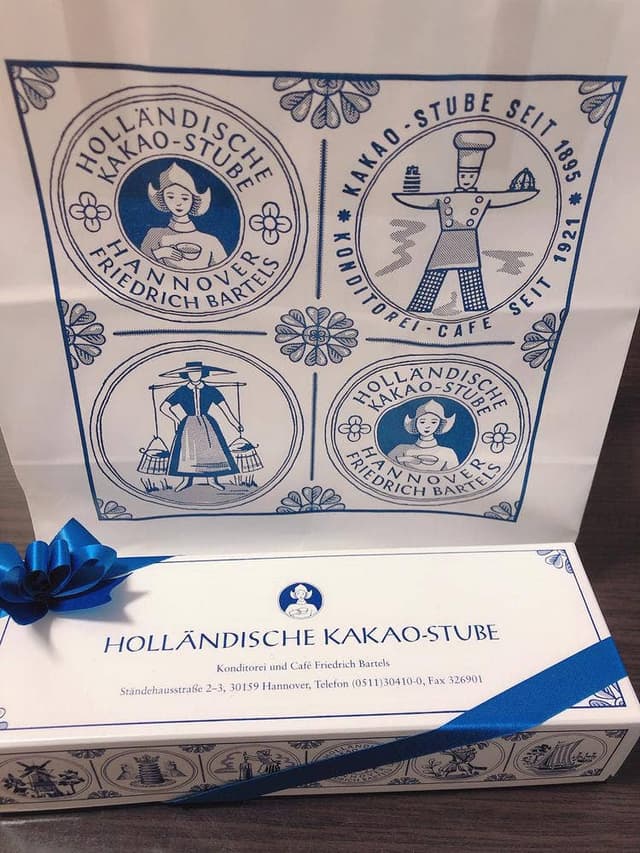 HOLLÄNDISCHE
KAKAO-STUBE
HANNOVER
FRIEDRICH BARTELS
KAKAO-STUBE SEIT 1895
KONDITOREI-CAFE SEIT 1921
HOLLÄNDISCHE
KAKAO-STUBE
HANNOVER
FRIEDRICH BARTELS
HOLLÄNDISCHE KAKAO-STUBE
Konditorei und Café Friedrich Bartels
Ständehausstraße 2–3, 30159 Hannover, Telefon (0511)30410-0, Fax 326901